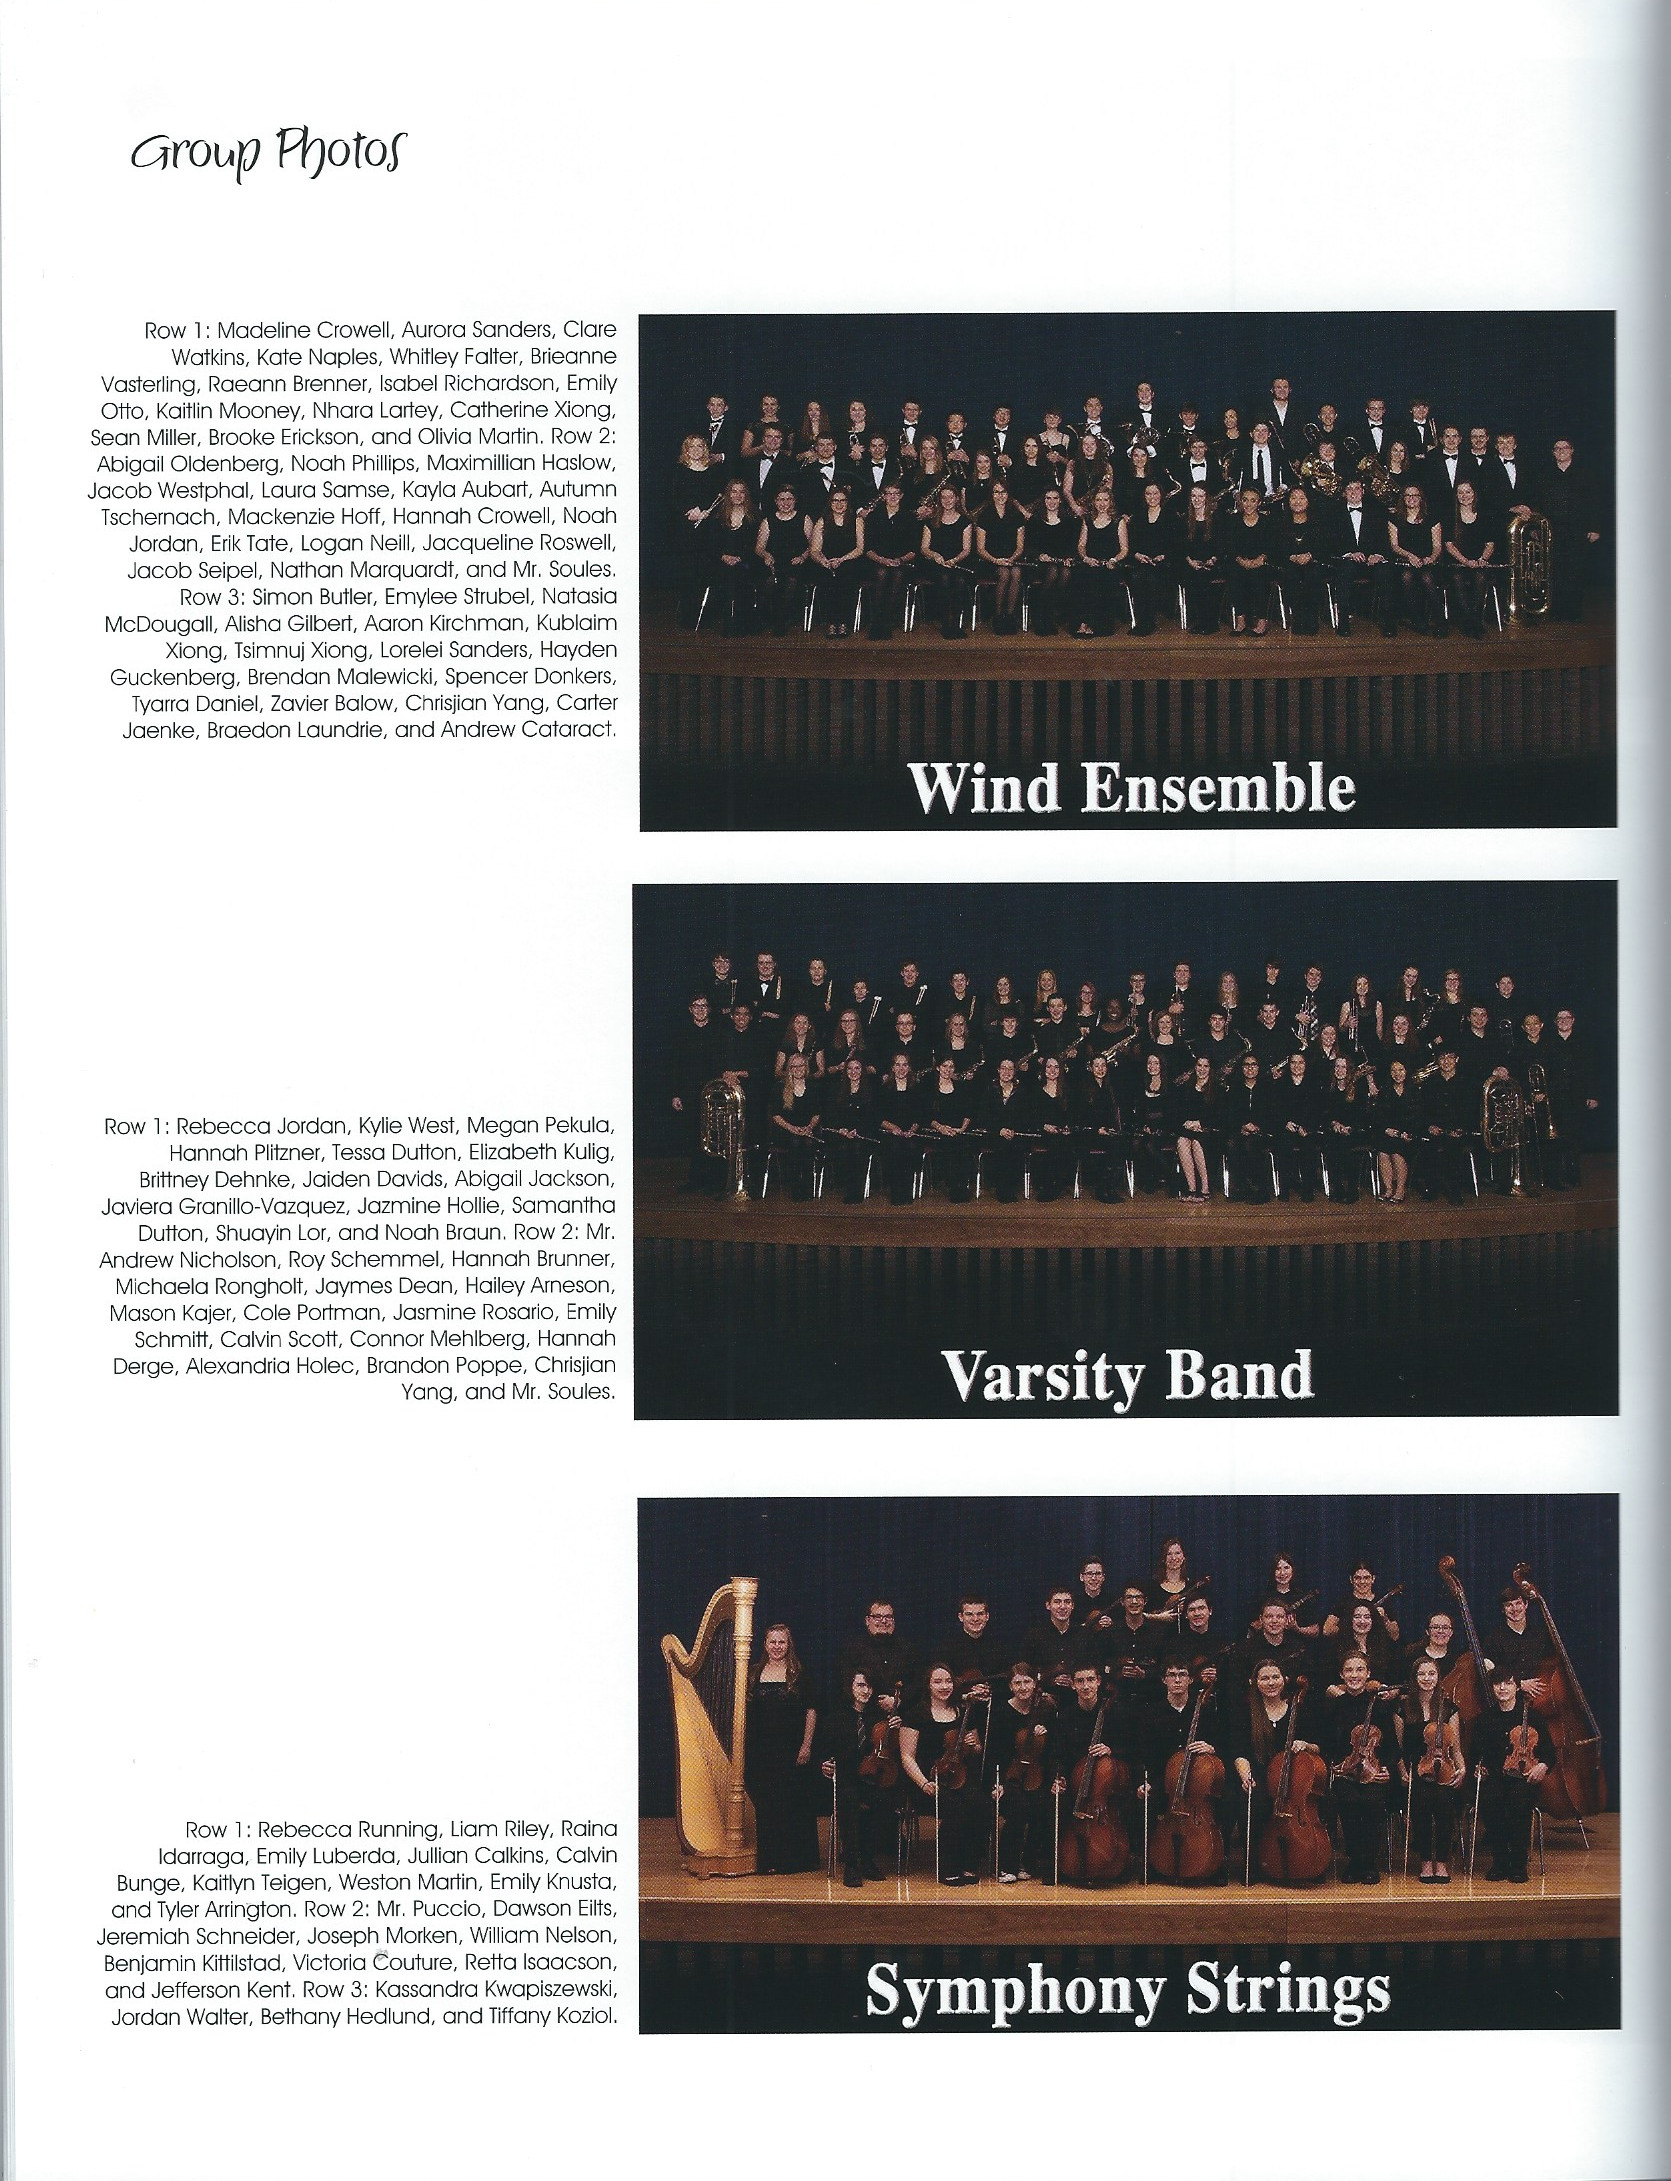 Group Photos
Row 1: Madeline Crowell, Aurora Sanders, Clare
Watkins, Kate Naples, Whitley Falter, Brieanne
Vasterling, Raeann Brenner, Isabel Richardson, Emily
Otto, Kaitlin Mooney, Nhara Lartey, Catherine Xiong,
Sean Miller, Brooke Erickson, and Olivia Martin. Row 2:
Abigail Oldenberg, Noah Phillips, Maximillian Haslow,
Jacob Westphal, Laura Samse, Kayla Aubart, Autumn
Tschernach, Mackenzie Hoff, Hannah Crowell, Noah
Jordan, Erik Tate, Logan Neill, Jacqueline Roswell,
Jacob Seipel, Nathan Marquardt, and Mr. Soules.
Row 3: Simon Butler, Emylee Strubel, Natasia
McDougall, Alisha Gilbert, Aaron Kirchman, Kublaim
Xiong, Tsimnuj Xiong, Lorelei Sanders, Hayden
Guckenberg, Brendan Malewicki, Spencer Donkers,
Tyarra Daniel, Zavier Balow, Chrisjian Yang, Carter
Jaenke, Braedon Laundrie, and Andrew Cataract.
Wind Ensemble
Row 1: Rebecca Jordan, Kylie West, Megan Pekula,
Hannah Plitzner, Tessa Dutton, Elizabeth Kulig,
Brittney Dehnke, Jaiden Davids, Abigail Jackson,
Javiera Granillo-Vazquez, Jazmine Hollie, Samantha
Dutton, Shuayin Lor, and Noah Braun. Row 2: Mr.
Andrew Nicholson, Roy Schemmel, Hannah Brunner,
Michaela Rongholt, Jaymes Dean, Hailey Arneson,
Mason Kajer, Cole Portman, Jasmine Rosario, Emily
Schmitt, Calvin Scott, Connor Mehlberg, Hannah
Derge, Alexandria Holec, Brandon Poppe, Chrisjian
Yang, and Mr. Soules.
Varsity Band
Row 1: Rebecca Running, Liam Riley, Raina
Idarraga, Emily Luberda, Jullian Calkins, Calvin
Bunge, Kaitlyn Teigen, Weston Martin, Emily Knusta,
and Tyler Arrington. Row 2: Mr. Puccio, Dawson Eilts,
Jeremiah Schneider, Joseph Morken, William Nelson,
Benjamin Kittilstad, Victoria Couture, Retta Isaacson,
and Jefferson Kent. Row 3: Kassandra Kwapiszewski,
Jordan Walter, Bethany Hedlund, and Tiffany Koziol.
Symphony Strings